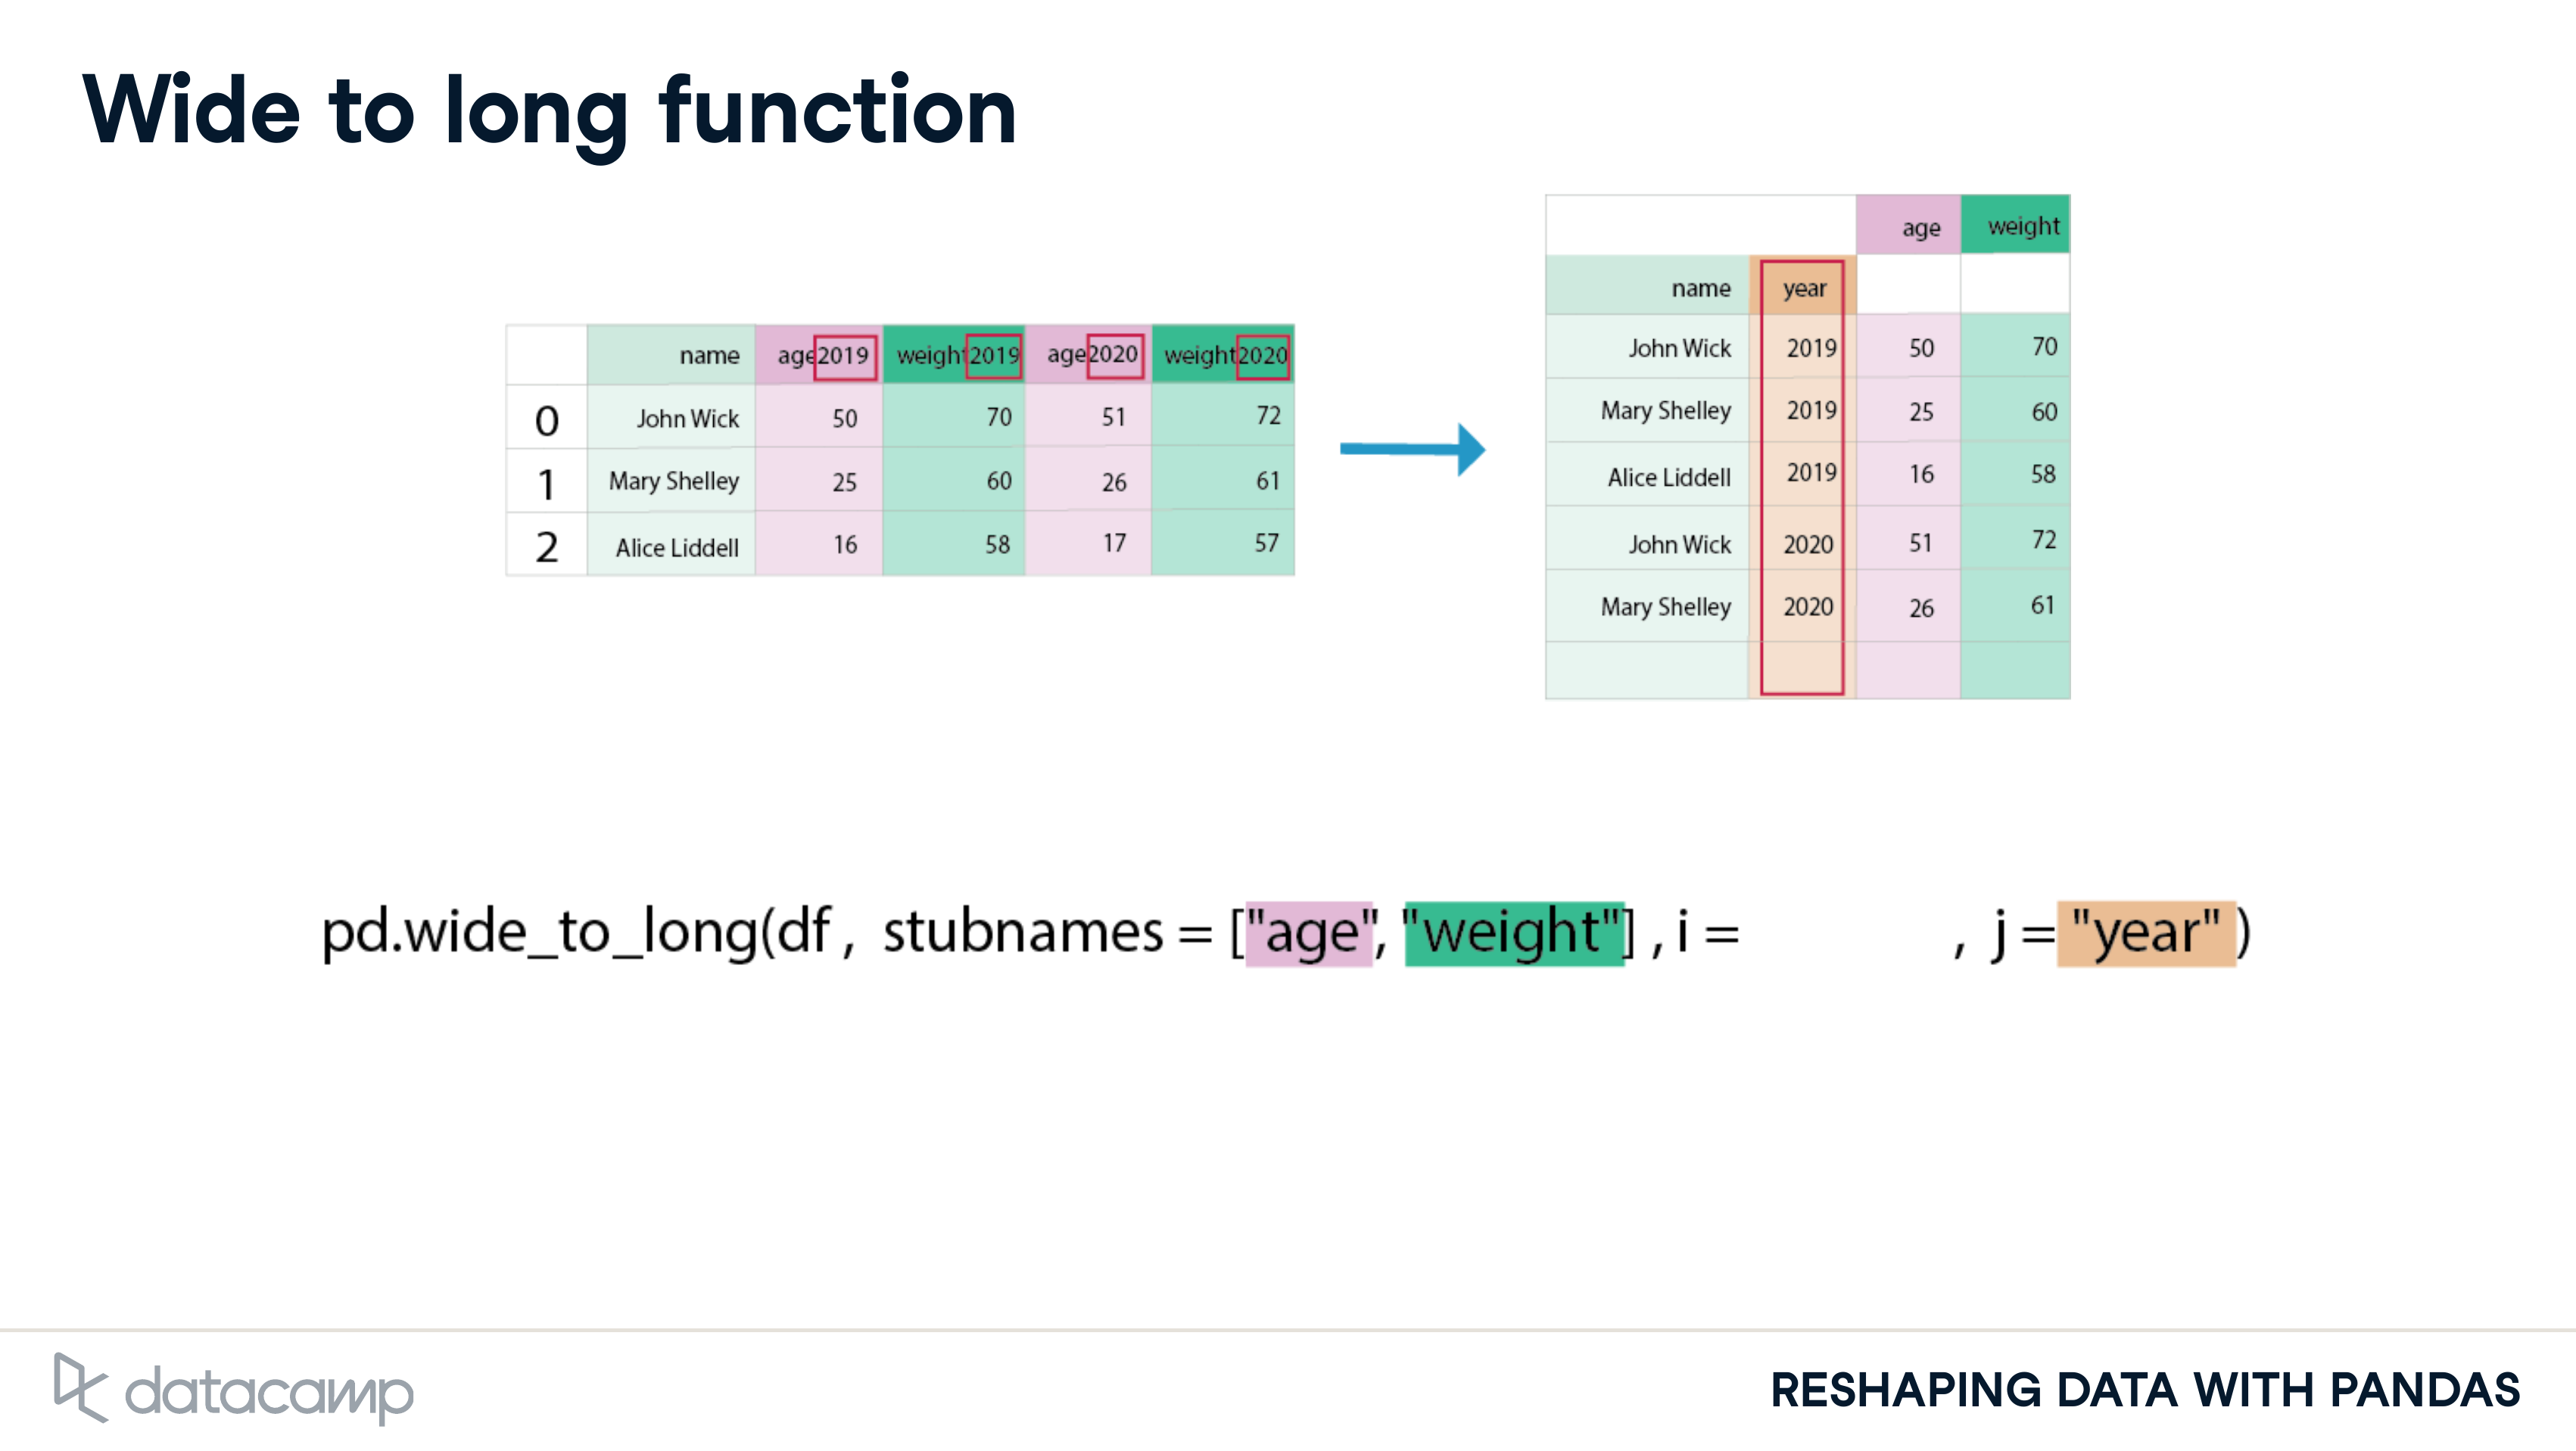 Wide to long function
name age2019 weight2019 age2020 weight2020
0 John Wick 50 70 51 72
1 Mary Shelley 25 60 26 61
2 Alice Liddell 16 58 17 57
age weight
name year
John Wick 2019 50 70
Mary Shelley 2019 25 60
Alice Liddell 2019 16 58
John Wick 2020 51 72
Mary Shelley 2020 26 61
pd.wide_to_long(df, stubnames = ["age", "weight"], i = , j = "year")
datacamp
RESHAPING DATA WITH PANDAS